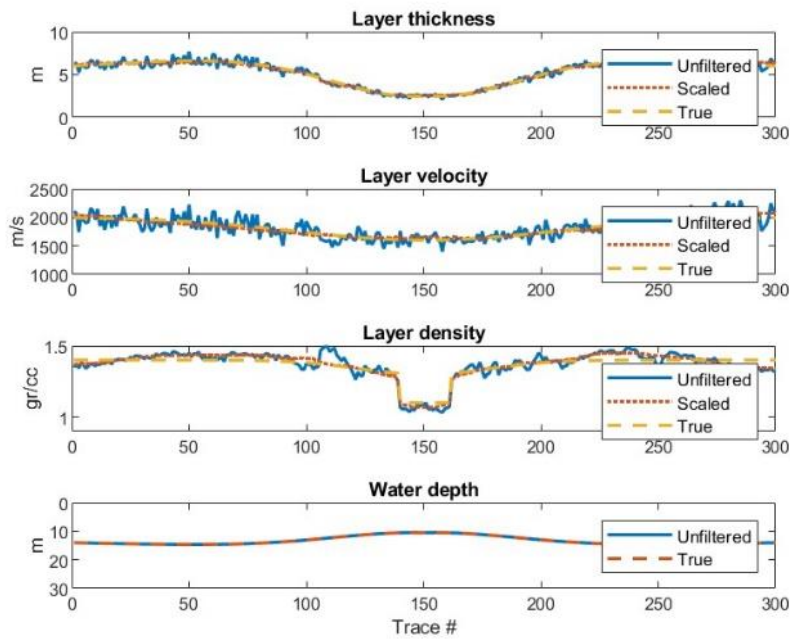 Layer thickness
10
5
0
m
0
50
100
150
200
250
300
Unfiltered
Scaled
True
Layer velocity
2500
2000
1500
1000
m/s
0
50
100
150
200
250
300
Unfiltered
Scaled
True
Layer density
1.5
1
gr/cc
0
50
100
150
200
250
300
Unfiltered
Scaled
True
Water depth
0
10
20
30
m
0
50
100
150
200
250
300
Unfiltered
True
Trace #